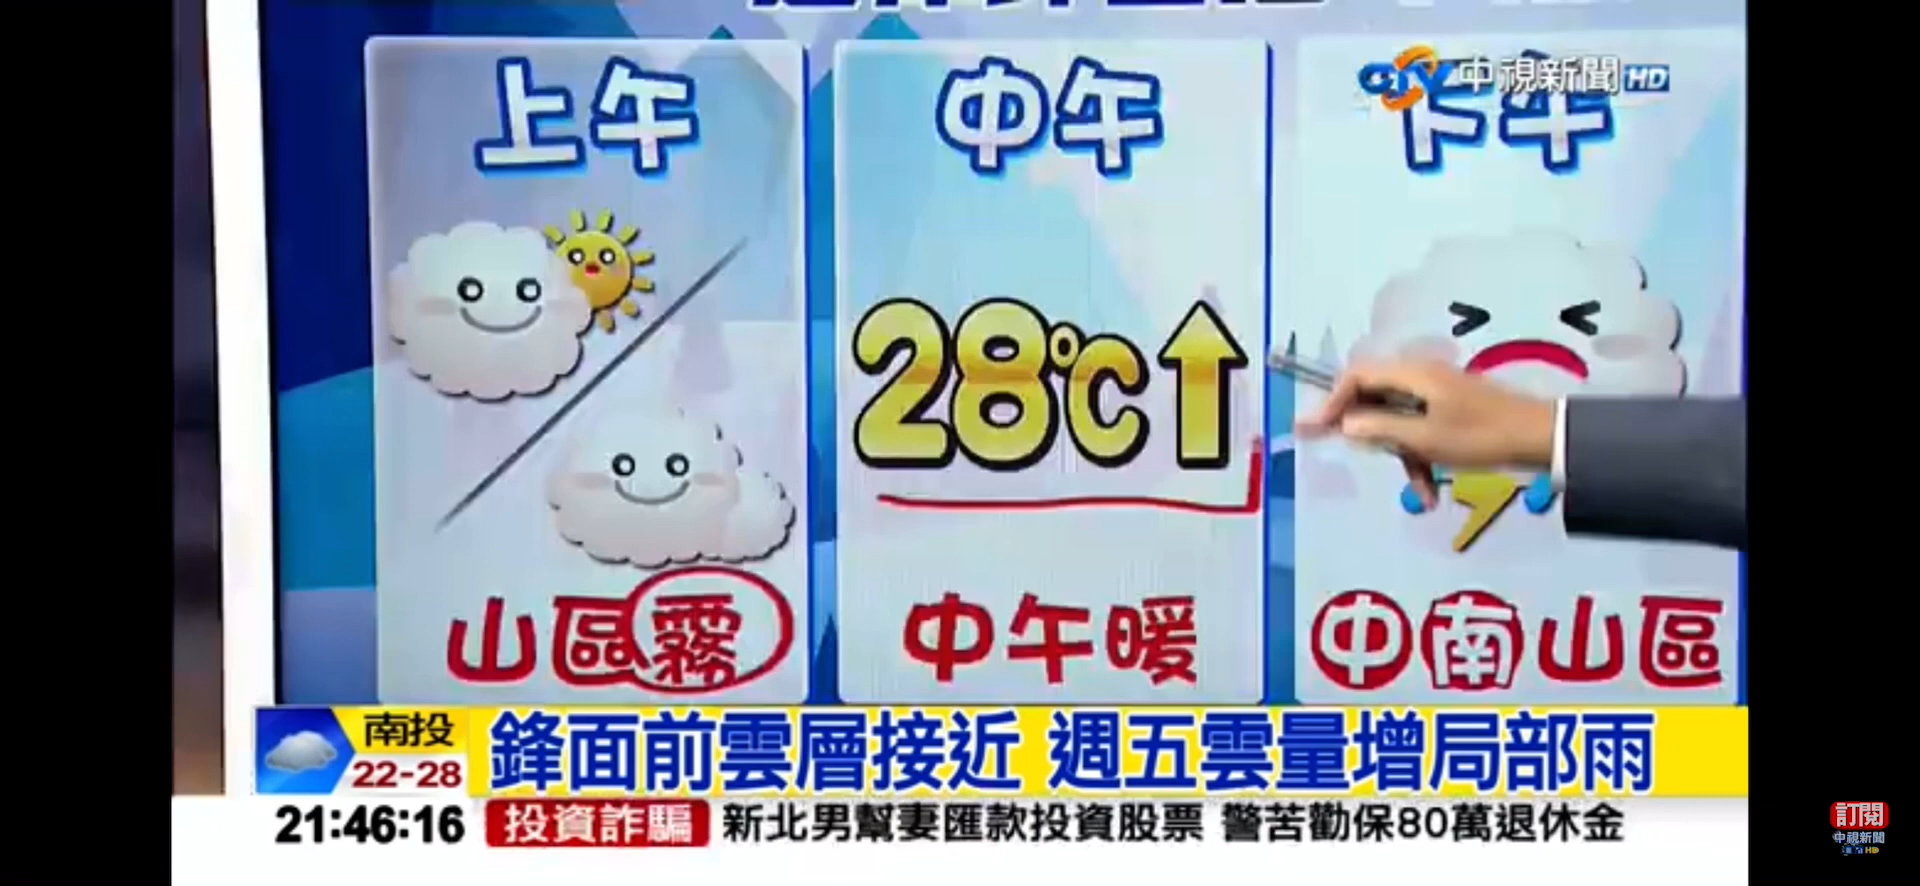 上午
中午
下午
CTV中視新聞HD
28℃↑
山區霧
中午暖
中南山區
南投
22-28
鋒面前雲層接近 週五雲量增局部雨
21:46:16
投資詐騙
新北男幫妻匯款投資股票 警苦勸保80萬退休金
訂閱
中視新聞
HD